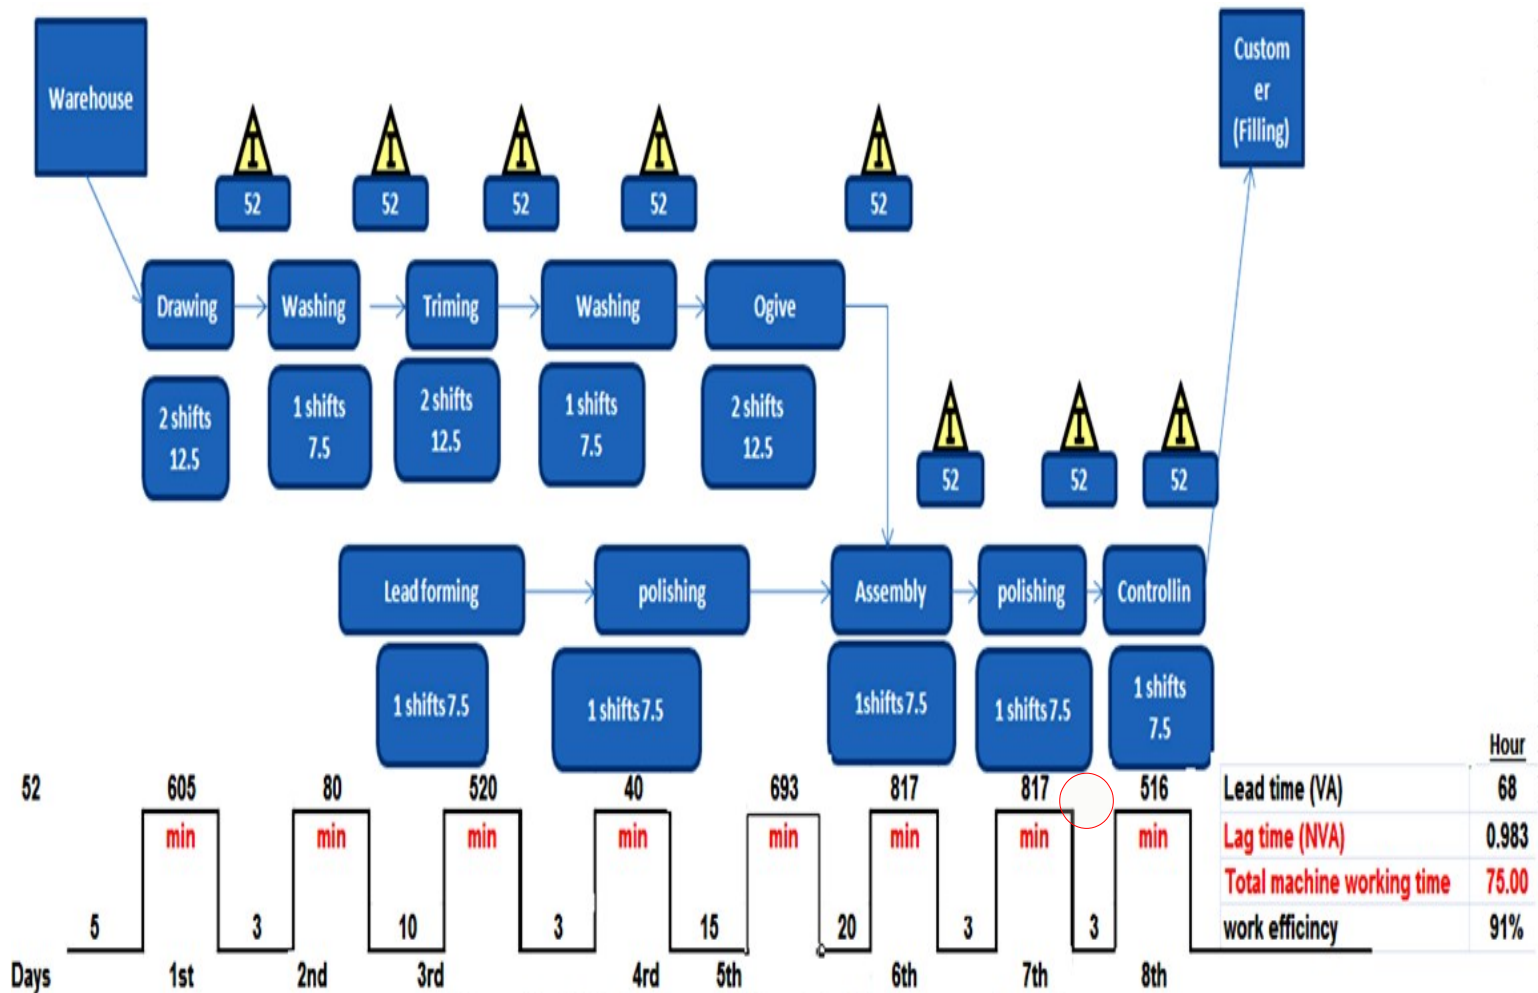 Warehouse
Custom
er
(Filling)
52
52
52
52
52
Drawing
Washing
Triming
Washing
Ogive
2 shifts
12.5
1 shifts
7.5
2 shifts
12.5
1 shifts
7.5
2 shifts
12.5
52
52
52
Lead forming
polishing
Assembly
polishing
Controllin
1 shifts 7.5
1 shifts 7.5
1shifts 7.5
1 shifts 7.5
1 shifts
7.5
Hour
52
605
80
520
40
693
817
817
516
min
min
min
min
min
min
min
min
Lead time (VA)
68
Lag time (NVA)
0.983
Total machine working time
75.00
work efficincy
91%
5
3
10
3
15
20
3
3
Days
1st
2nd
3rd
4rd
5th
6th
7th
8th